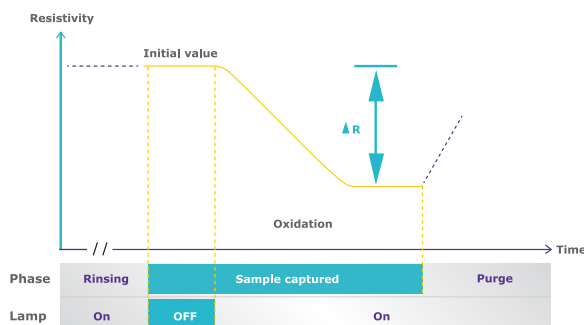 Resistivity
Initial value
Δ R
Oxidation
Time
Phase Rinsing Sample captured Purge
Lamp On OFF On